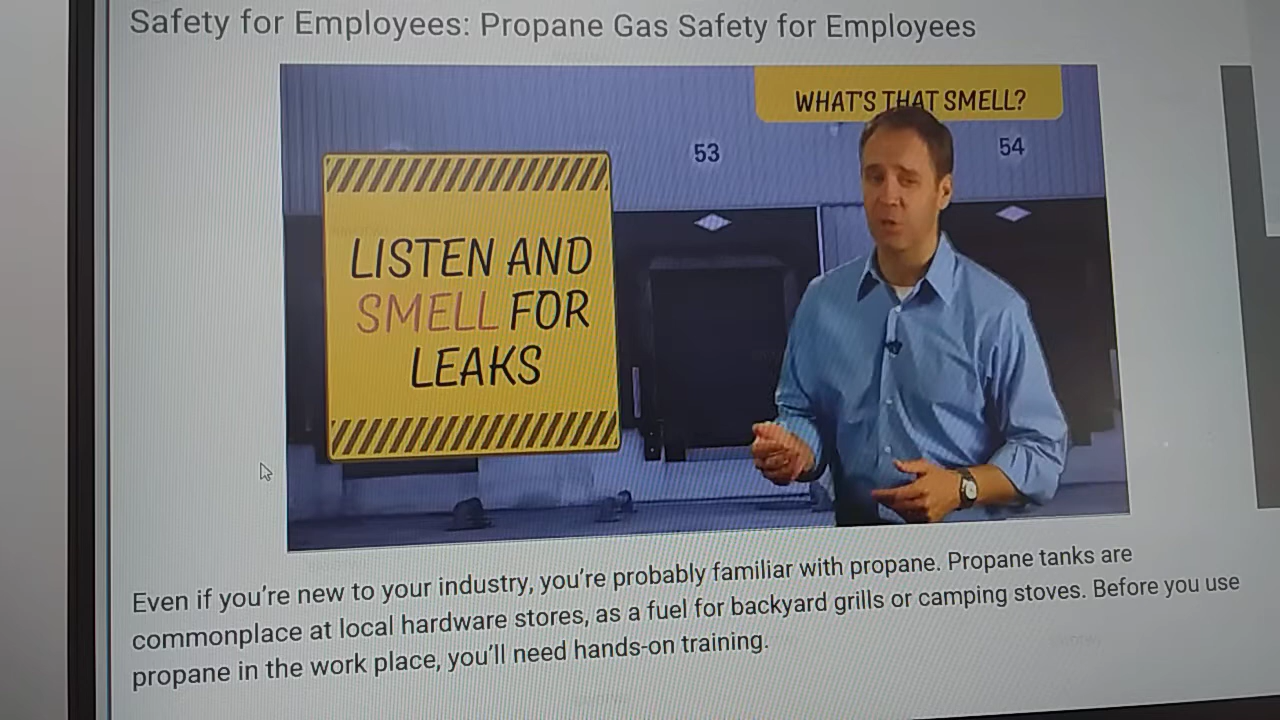 Safety for Employees: Propane Gas Safety for Employees
WHAT'S THAT SMELL?
53
54
LISTEN AND
SMELL FOR
LEAKS
Even if you're new to your industry, you're probably familiar with propane. Propane tanks are
commonplace at local hardware stores, as a fuel for backyard grills or camping stoves. Before you use
propane in the work place, you'll need hands-on training.